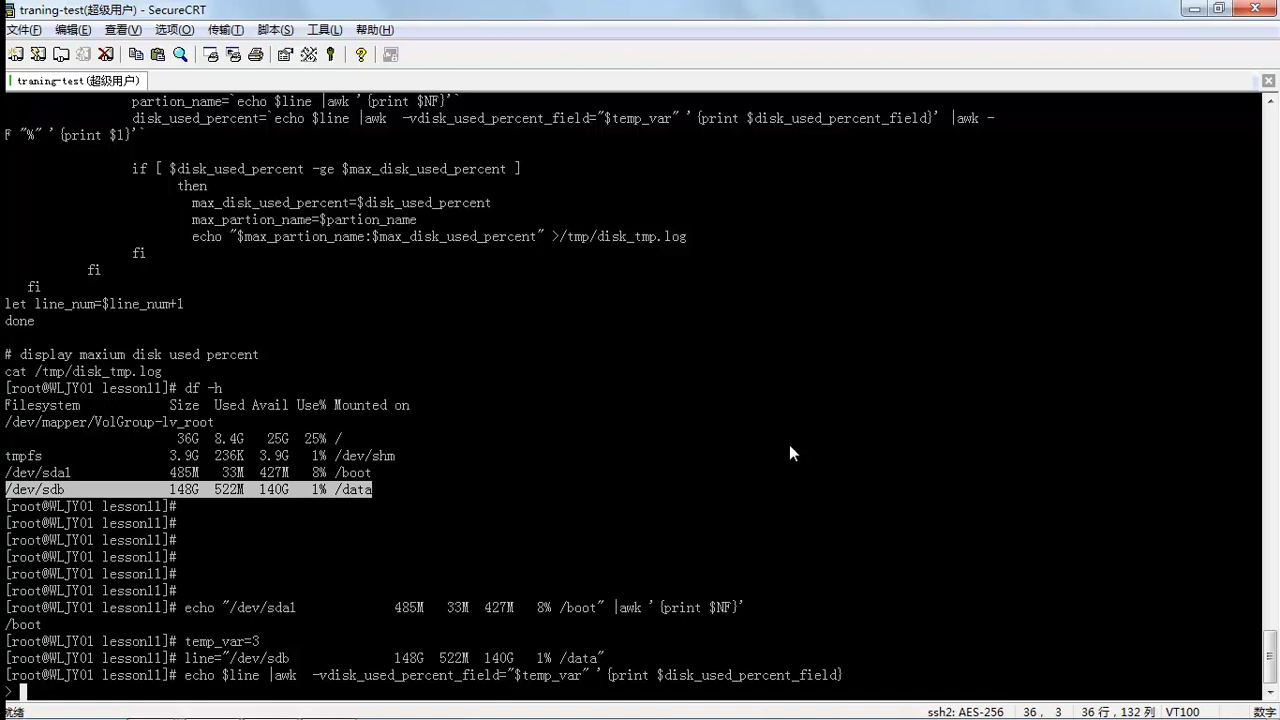 traning-test(超级用户) - SecureCRT
文件(F) 编辑(E) 查看(V) 选项(O) 传输(T) 脚本(S) 工具(L) 帮助(H)
traning-test(超级用户)
partion_name=`echo $line |awk '{print $NF}'`
disk_used_percent=`echo $line |awk  -vdisk_used_percent_field="$temp_var" '{print $disk_used_percent_field}' |awk -
F "%" '{print $1}'`
if [ $disk_used_percent -ge $max_disk_used_percent ]
then
max_disk_used_percent=$disk_used_percent
max_partion_name=$partion_name
echo "$max_partion_name:$max_disk_used_percent" >/tmp/disk_tmp.log
fi
fi
fi
let line_num=$line_num+1
done
# display maxium disk used percent
cat /tmp/disk_tmp.log
[root@WLJY01 lesson11]# df -h
Filesystem            Size  Used Avail Use% Mounted on
/dev/mapper/VolGroup-lv_root
36G  8.4G   25G  25% /
tmpfs                 3.9G  236K  3.9G   1% /dev/shm
/dev/sda1             485M   33M  427M   8% /boot
/dev/sdb              148G  522M  140G   1% /data
[root@WLJY01 lesson11]#
[root@WLJY01 lesson11]#
[root@WLJY01 lesson11]#
[root@WLJY01 lesson11]#
[root@WLJY01 lesson11]#
[root@WLJY01 lesson11]#
[root@WLJY01 lesson11]# echo "/dev/sda1             485M   33M  427M   8% /boot" |awk '{print $NF}'
/boot
[root@WLJY01 lesson11]# temp_var=3
[root@WLJY01 lesson11]# line="/dev/sdb              148G  522M  140G   1% /data"
[root@WLJY01 lesson11]# echo $line |awk  -vdisk_used_percent_field="$temp_var" '{print $disk_used_percent_field}
>
就绪 ssh2: AES-256 36, 3 36 行, 132 列 VT100 数字